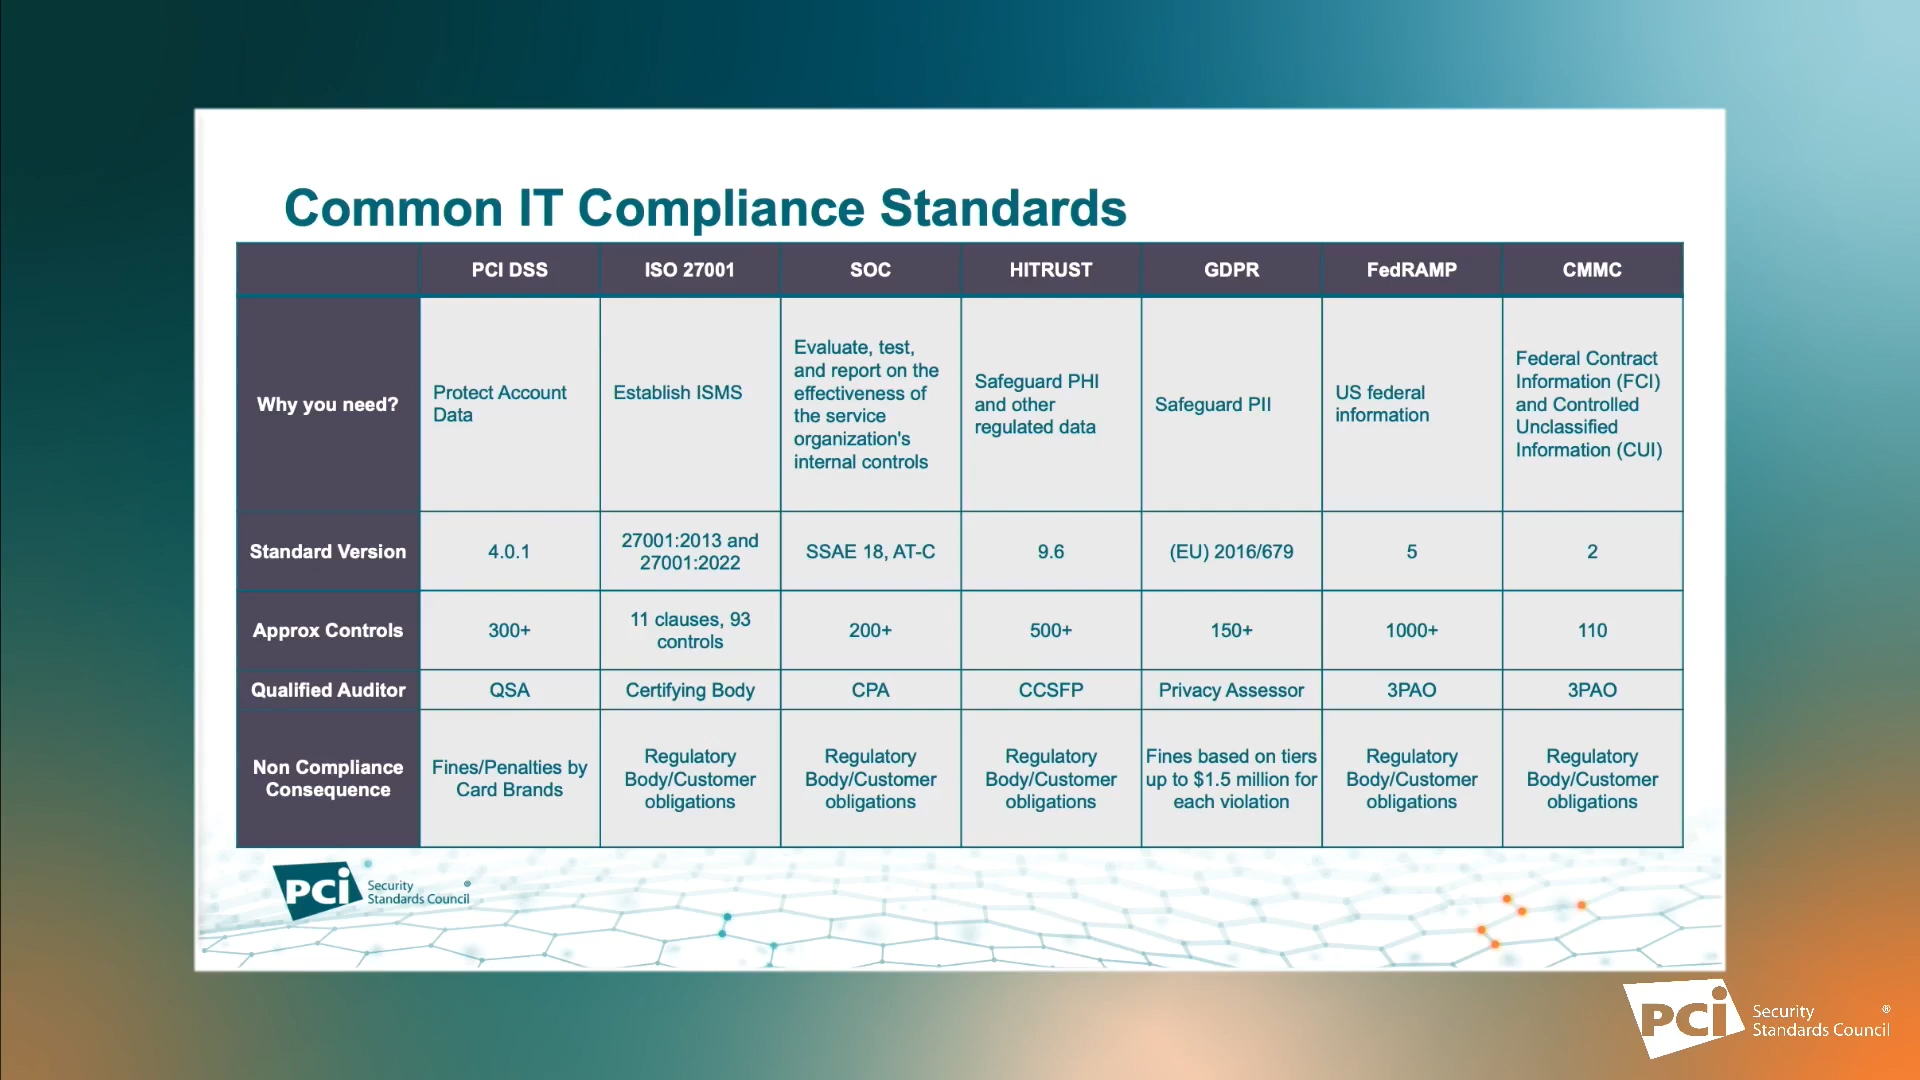 Common IT Compliance Standards
PCI DSS
ISO 27001
SOC
HITRUST
GDPR
FedRAMP
CMMC
Why you need?
Protect Account
Data
Establish ISMS
Evaluate, test,
and report on the
effectiveness of
the service
organization's
internal controls
Safeguard PHI
and other
regulated data
Safeguard PII
US federal
information
Federal Contract
Information (FCI)
and Controlled
Unclassified
Information (CUI)
Standard Version
4.0.1
27001:2013 and
27001:2022
SSAE 18, AT-C
9.6
(EU) 2016/679
5
2
Approx Controls
300+
11 clauses, 93
controls
200+
500+
150+
1000+
110
Qualified Auditor
QSA
Certifying Body
CPA
CCSFP
Privacy Assessor
3PAO
3PAO
Non Compliance
Consequence
Fines/Penalties by
Card Brands
Regulatory
Body/Customer
obligations
Regulatory
Body/Customer
obligations
Regulatory
Body/Customer
obligations
Fines based on tiers
up to $1.5 million for
each violation
Regulatory
Body/Customer
obligations
Regulatory
Body/Customer
obligations
PCi
Security ®
Standards Council
PCi
Security ®
Standards Council